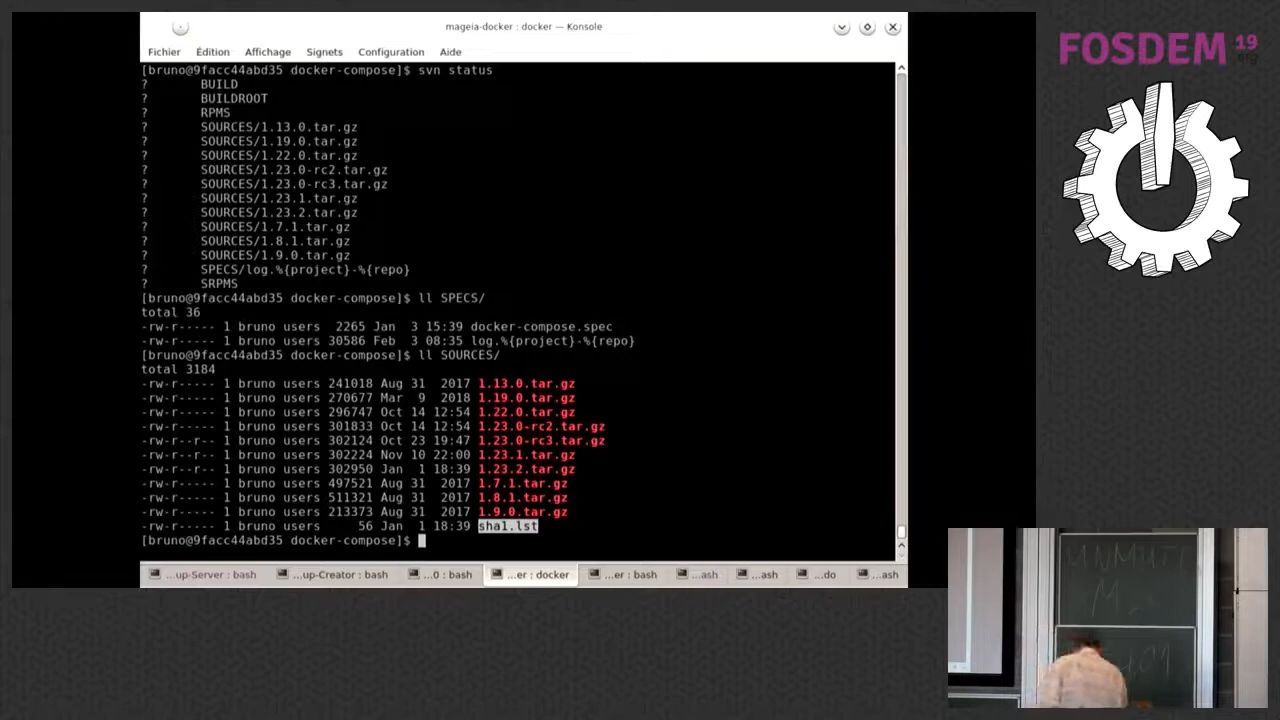 mageia-docker : docker — Konsole
Fichier Édition Affichage Signets Configuration Aide
[bruno@9facc44abd35 docker-compose]$ svn status
? BUILD
? BUILDROOT
? RPMS
? SOURCES/1.13.0.tar.gz
? SOURCES/1.19.0.tar.gz
? SOURCES/1.22.0.tar.gz
? SOURCES/1.23.0-rc2.tar.gz
? SOURCES/1.23.0-rc3.tar.gz
? SOURCES/1.23.1.tar.gz
? SOURCES/1.23.2.tar.gz
? SOURCES/1.7.1.tar.gz
? SOURCES/1.8.1.tar.gz
? SOURCES/1.9.0.tar.gz
? SPECS/log.%{project}-%{repo}
? SRPMS
[bruno@9facc44abd35 docker-compose]$ ll SPECS/
total 36
-rw-r----- 1 bruno users 2265 Jan 3 15:39 docker-compose.spec
-rw-r----- 1 bruno users 30586 Feb 3 08:35 log.%{project}-%{repo}
[bruno@9facc44abd35 docker-compose]$ ll SOURCES/
total 3184
-rw-r----- 1 bruno users 241018 Aug 31 2017 1.13.0.tar.gz
-rw-r----- 1 bruno users 270677 Mar 9 2018 1.19.0.tar.gz
-rw-r----- 1 bruno users 296747 Oct 14 12:54 1.22.0.tar.gz
-rw-r----- 1 bruno users 301833 Oct 14 12:54 1.23.0-rc2.tar.gz
-rw-r--r-- 1 bruno users 302124 Oct 23 19:47 1.23.0-rc3.tar.gz
-rw-r--r-- 1 bruno users 302224 Nov 10 22:00 1.23.1.tar.gz
-rw-r--r-- 1 bruno users 302950 Jan 1 18:39 1.23.2.tar.gz
-rw-r----- 1 bruno users 497521 Aug 31 2017 1.7.1.tar.gz
-rw-r----- 1 bruno users 511321 Aug 31 2017 1.8.1.tar.gz
-rw-r----- 1 bruno users 213373 Aug 31 2017 1.9.0.tar.gz
-rw-r--r-- 1 bruno users 56 Jan 1 18:39 sha1.lst
[bruno@9facc44abd35 docker-compose]$
...up-Server : bash ...up-Creator : bash ...0 : bash ...er : docker ...er : bash ...ash ...ash ...do ...ash
FOSDEM 19
.org